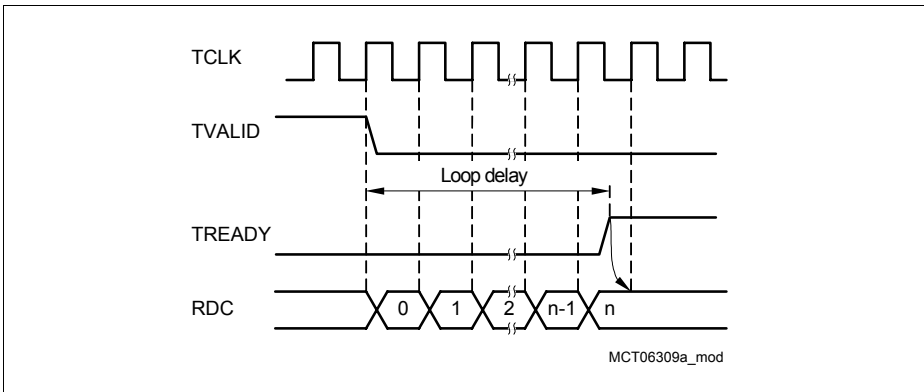 TCLK
TVALID
Loop delay
TREADY
RDC 0 1 2 n-1 n
MCT06309a_mod